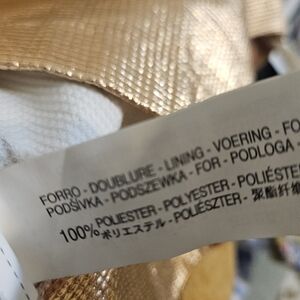 FORRO - DOUBLURE - LINING - VOERING - FO
PODŠÍVKA - PODSZEWKA - FOR - PODLOGA -
100% POLIESTER - POLYESTER - POLIÉSTE
ポリエステル - POLIÉSZTER - 聚酯纤维